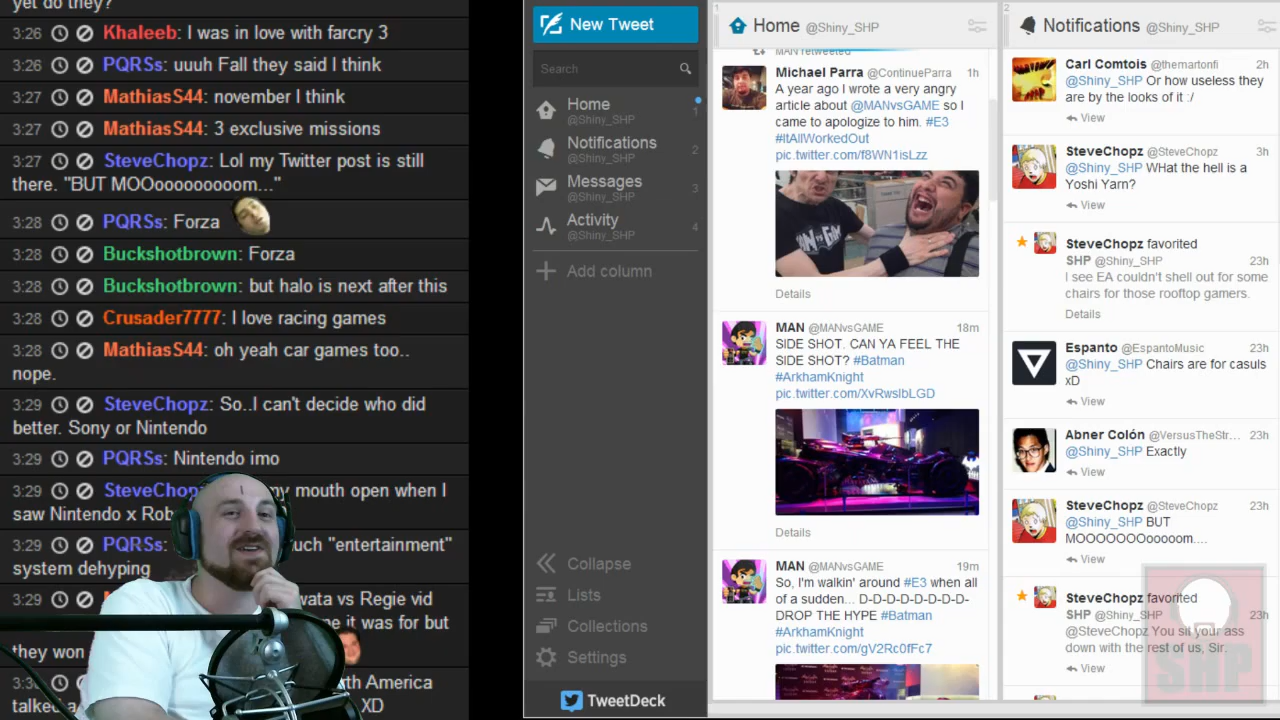 yet do they?
3:26 Khaleeb: I was in love with farcry 3
3:26 PQRSs: uuuh Fall they said I think
3:27 MathiasS44: november I think
3:27 MathiasS44: 3 exclusive missions
3:27 SteveChopz: Lol my Twitter post is still
there. "BUT MOOooooooooom..."
3:28 PQRSs: Forza
3:28 Buckshotbrown: Forza
3:28 Buckshotbrown: but halo is next after this
3:28 Crusader7777: I love racing games
3:28 MathiasS44: oh yeah car games too..
nope.
3:29 SteveChopz: So..I can't decide who did
better. Sony or Nintendo
3:29 PQRSs: Nintendo imo
3:29 my mouth open when I
saw Nintendo x
3:29 PQRSs: "entertainment"
system dehyping
3:29 vs Regie vid
it was for but
they won
America
talked XD
New Tweet
Search
Home 1
@Shiny_SHP
Notifications 2
@Shiny_SHP
Messages 3
@Shiny_SHP
Activity 4
@Shiny_SHP
Add column
Collapse
Lists
Collections
Settings
TweetDeck
1
Home @Shiny_SHP
MAN retweeted
Michael Parra @ContinueParra 1h
A year ago I wrote a very angry
article about @MANvsGAME so I
came to apologize to him. #E3
#ItAllWorkedOut
pic.twitter.com/f8WN1isLzz
Details
MAN @MANvsGAME 18m
SIDE SHOT. CAN YA FEEL THE
SIDE SHOT? #Batman
#ArkhamKnight
pic.twitter.com/XvRwslbLGD
Details
MAN @MANvsGAME 19m
So, I'm walkin' around #E3 when all
of a sudden... D-D-D-D-D-D-D-D-
DROP THE HYPE #Batman
#ArkhamKnight
pic.twitter.com/gV2Rc0fFc7
2
Notifications @Shiny_SHP
Carl Comtois @themartonfi 2h
@Shiny_SHP Or how useless they
are by the looks of it :/
View
SteveChopz @SteveChopz 3h
@Shiny_SHP WHat the hell is a
Yoshi Yarn?
View
SteveChopz favorited
SHP @Shiny_SHP 23h
I see EA couldn't shell out for some
chairs for those rooftop gamers.
Details
Espanto @EspantoMusic 23h
@Shiny_SHP Chairs are for casuls
xD
View
Abner Colón @VersusTheStr... 23h
@Shiny_SHP Exactly
View
SteveChopz @SteveChopz 23h
@Shiny_SHP BUT
MOOOOOOOooooom....
View
SteveChopz favorited
SHP @Shiny_SHP 23h
@SteveChopz You sit your ass
down with the rest of us, Sir.
View